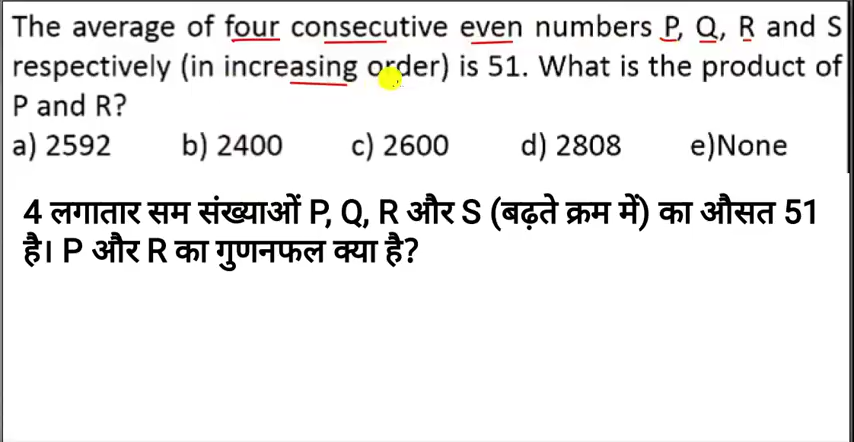 The average of four consecutive even numbers P, Q, R and S
respectively (in increasing order) is 51. What is the product of
P and R?
a) 2592 b) 2400 c) 2600 d) 2808 e)None
4 लगातार सम संख्याओं P, Q, R और S (बढ़ते क्रम में) का औसत 51
है। P और R का गुणनफल क्या है?